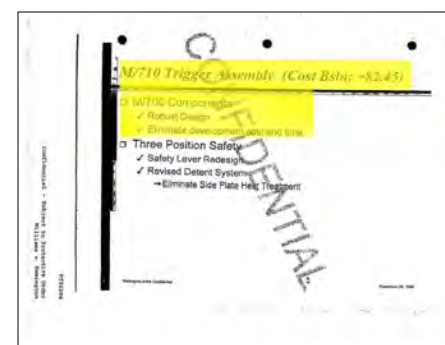 M/710 Trigger Assembly (Cost Bsln: +82.45)
M/700 Components
✓ Robust Design
✓ Eliminate development cost and time
Three Position Safety
✓ Safety Lever Redesign
✓ Revised Detent System
→Eliminate Side Plate Heat Treatment
CONFIDENTIAL
Confidential - Subject to Protective Order
Williams v. Remington